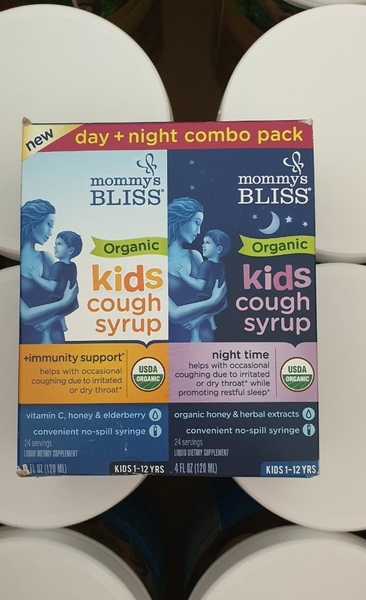 new
day + night combo pack
mommy's
BLISS®
Organic
kids
cough
syrup
+immunity support*
helps with occasional
coughing due to irritated
or dry throat*
USDA
ORGANIC
vitamin C, honey & elderberry
convenient no-spill syringe
24 servings
LIQUID DIETARY SUPPLEMENT
FL OZ (120 ML)
KIDS 1-12 YRS
mommy's
BLISS®
Organic
kids
cough
syrup
night time
helps with occasional
coughing due to irritated
or dry throat* while
promoting restful sleep*
USDA
ORGANIC
organic honey & herbal extracts
convenient no-spill syringe
24 servings
LIQUID DIETARY SUPPLEMENT
4 FL OZ (120 ML)
KIDS 1-12 YRS